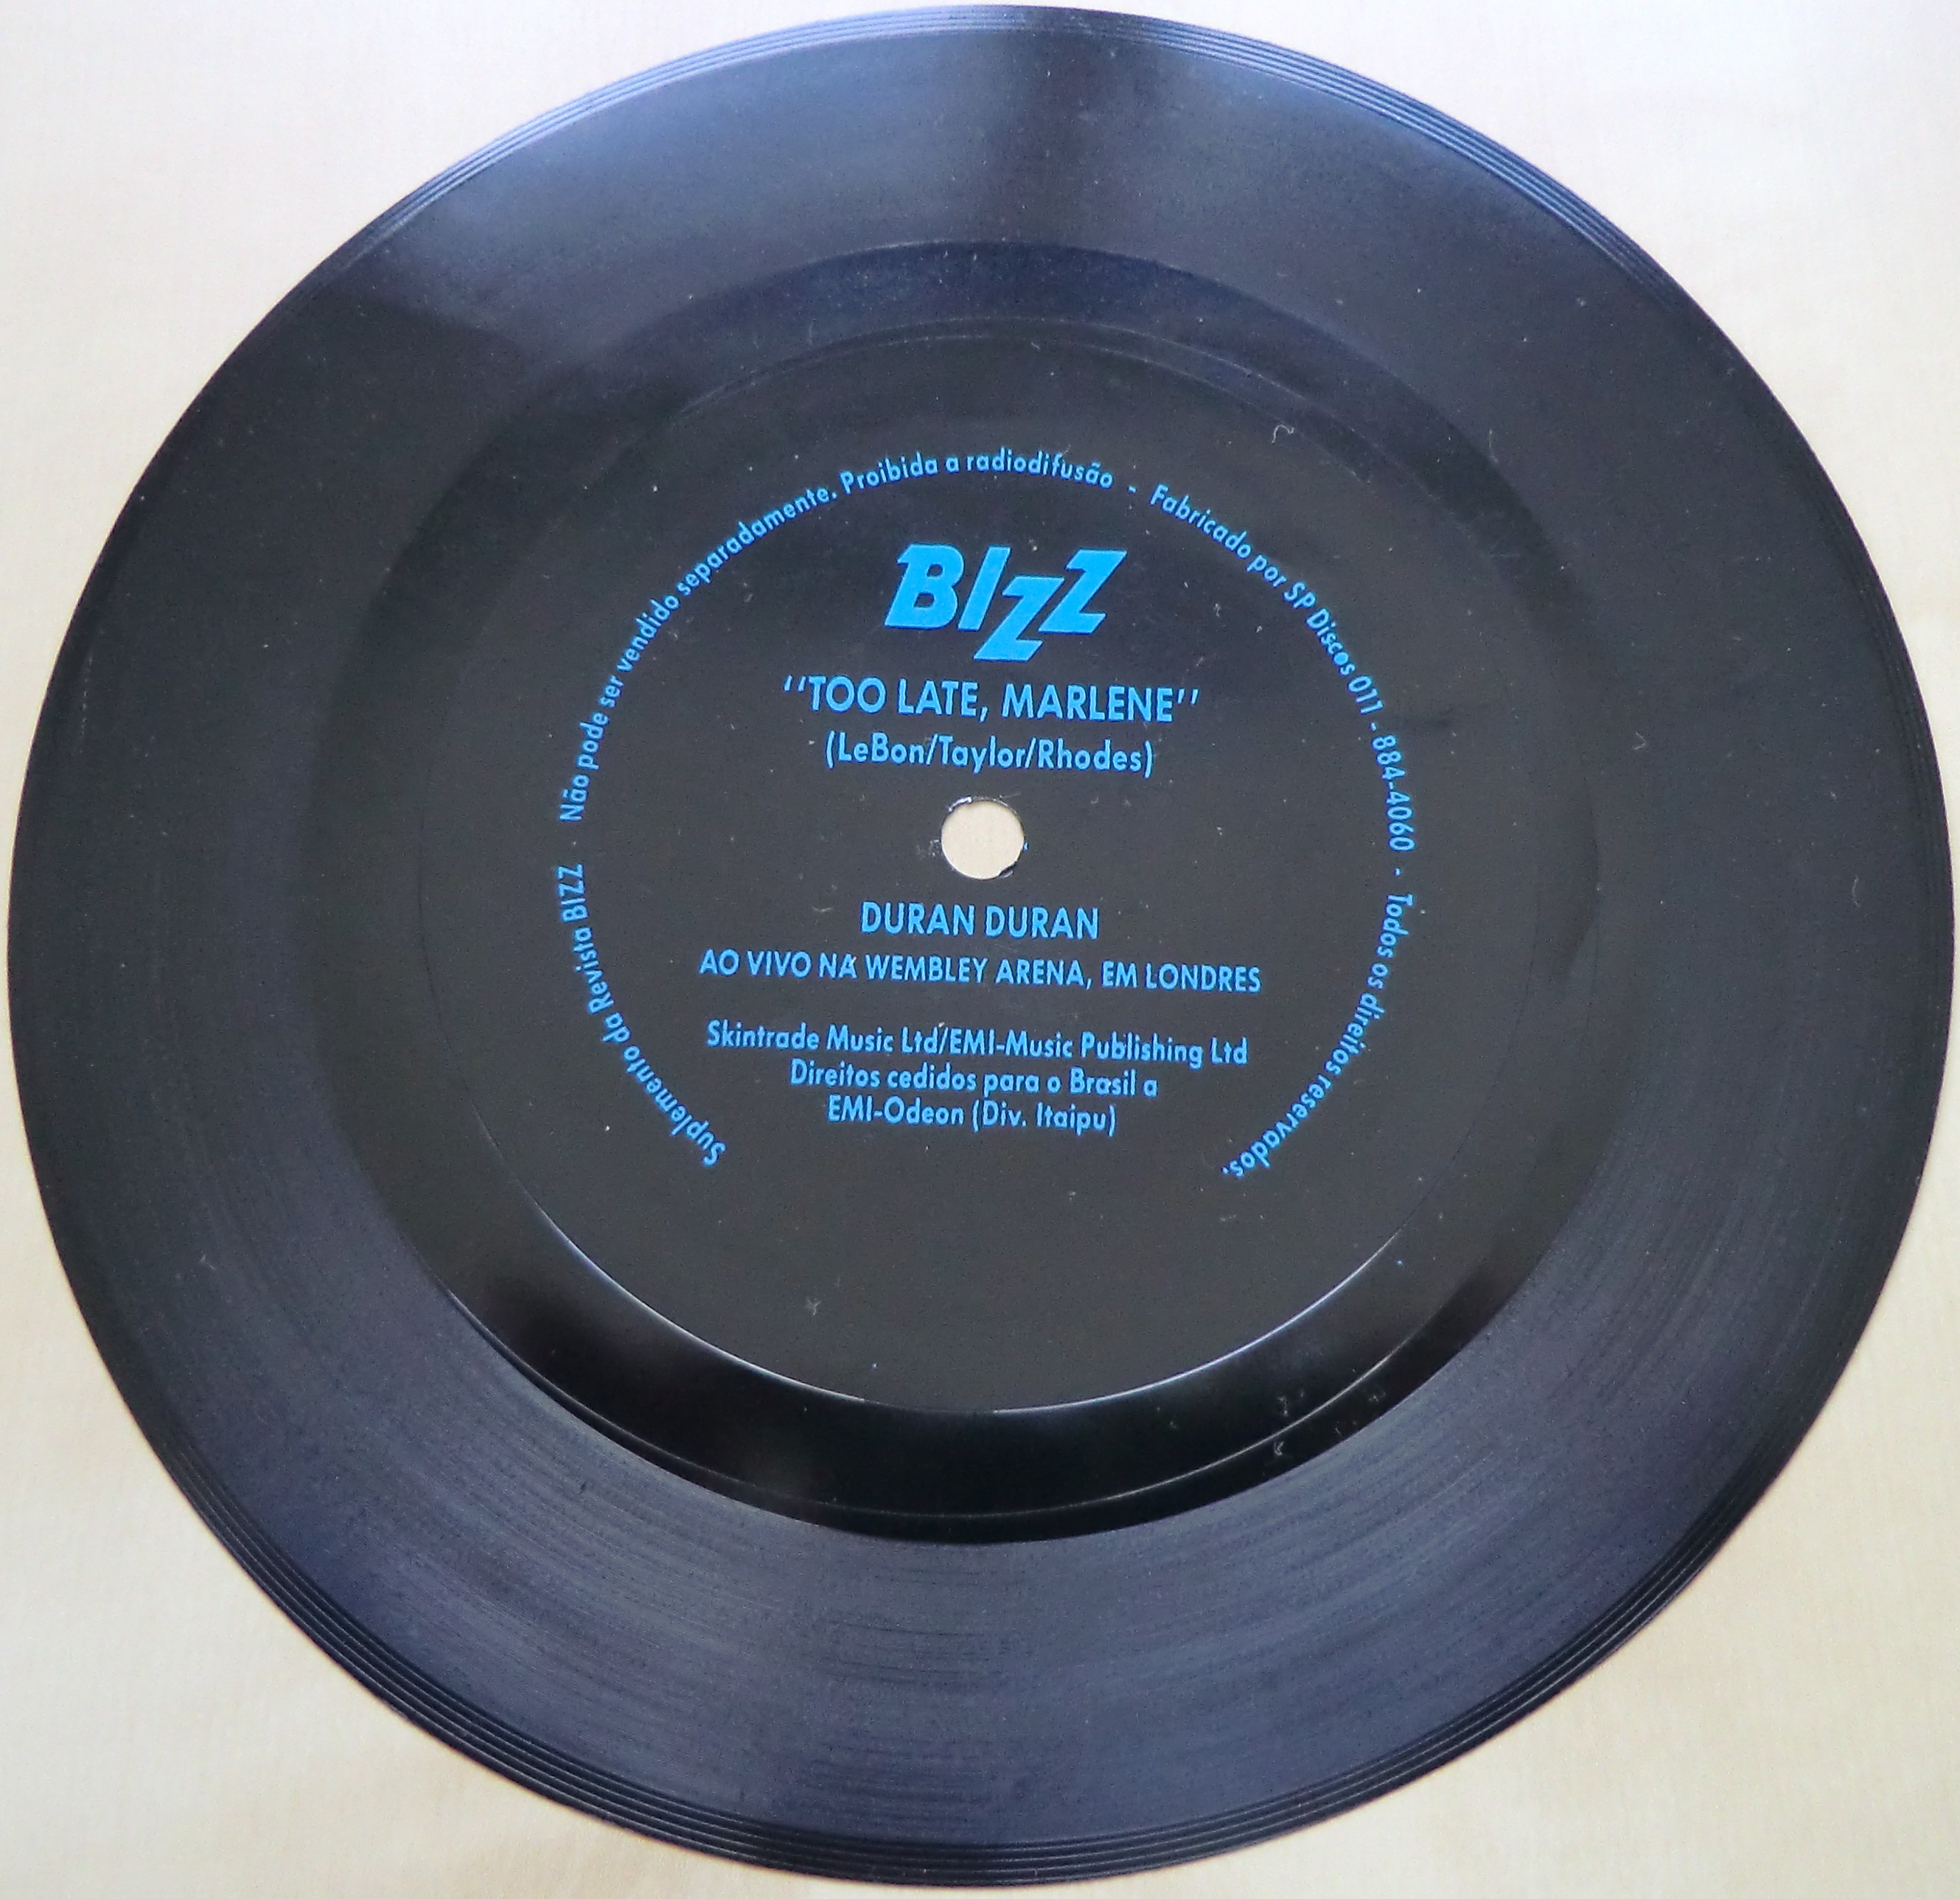 BIZZ
"TOO LATE, MARLENE"
(LeBon/Taylor/Rhodes)
DURAN DURAN
AO VIVO NA WEMBLEY ARENA, EM LONDRES
Skintrade Music Ltd/EMI-Music Publishing Ltd
Direitos cedidos para o Brasil a
EMI-Odeon (Div. Itaipu)
Suplemento da Revista BIZZ - Não pode ser vendido separadamente. Proibida a radiodifusão - Fabricado por SP Discos 011-884-4060 - Todos os direitos reservados.